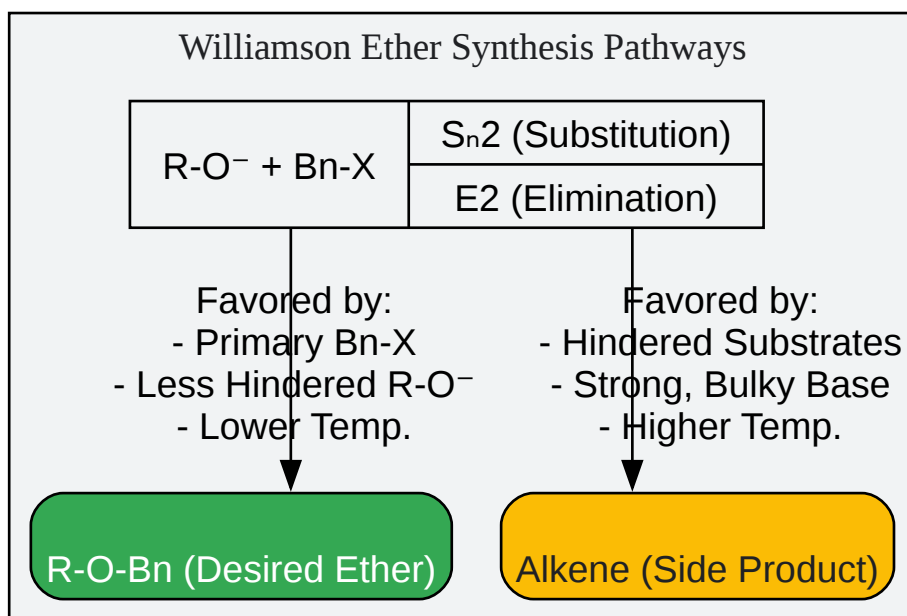 Williamson Ether Synthesis Pathways
R-O⁻ + Bn-X
Sₙ2 (Substitution)
E2 (Elimination)
Favored by:
- Primary Bn-X
- Less Hindered R-O⁻
- Lower Temp.
Favored by:
- Hindered Substrates
- Strong, Bulky Base
- Higher Temp.
R-O-Bn (Desired Ether)
Alkene (Side Product)